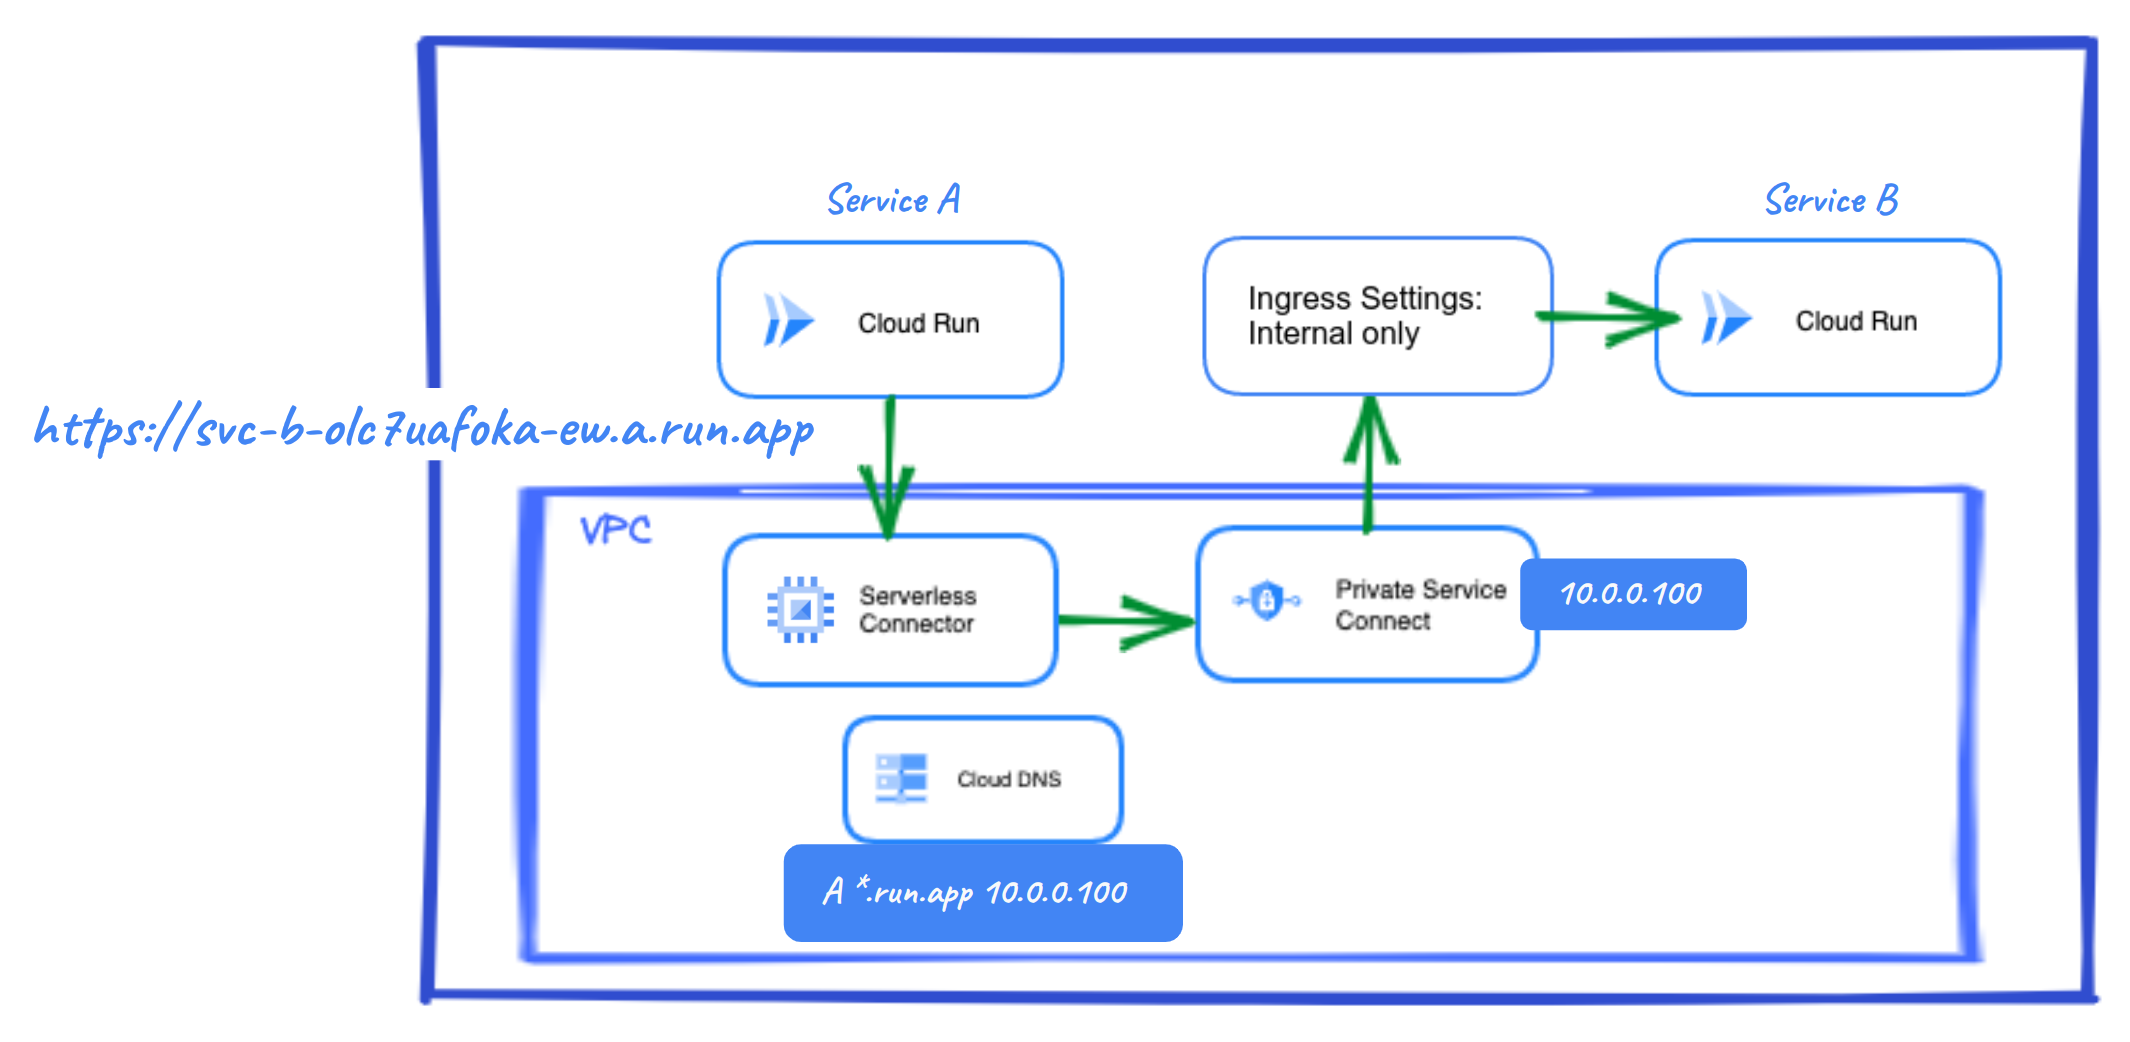 Service A
Service B
Cloud Run
Ingress Settings:
Internal only
Cloud Run
https://svc-b-olc7uafoka-ew.a.run.app
VPC
Serverless
Connector
Private Service
Connect
10.0.0.100
Cloud DNS
A *.run.app 10.0.0.100